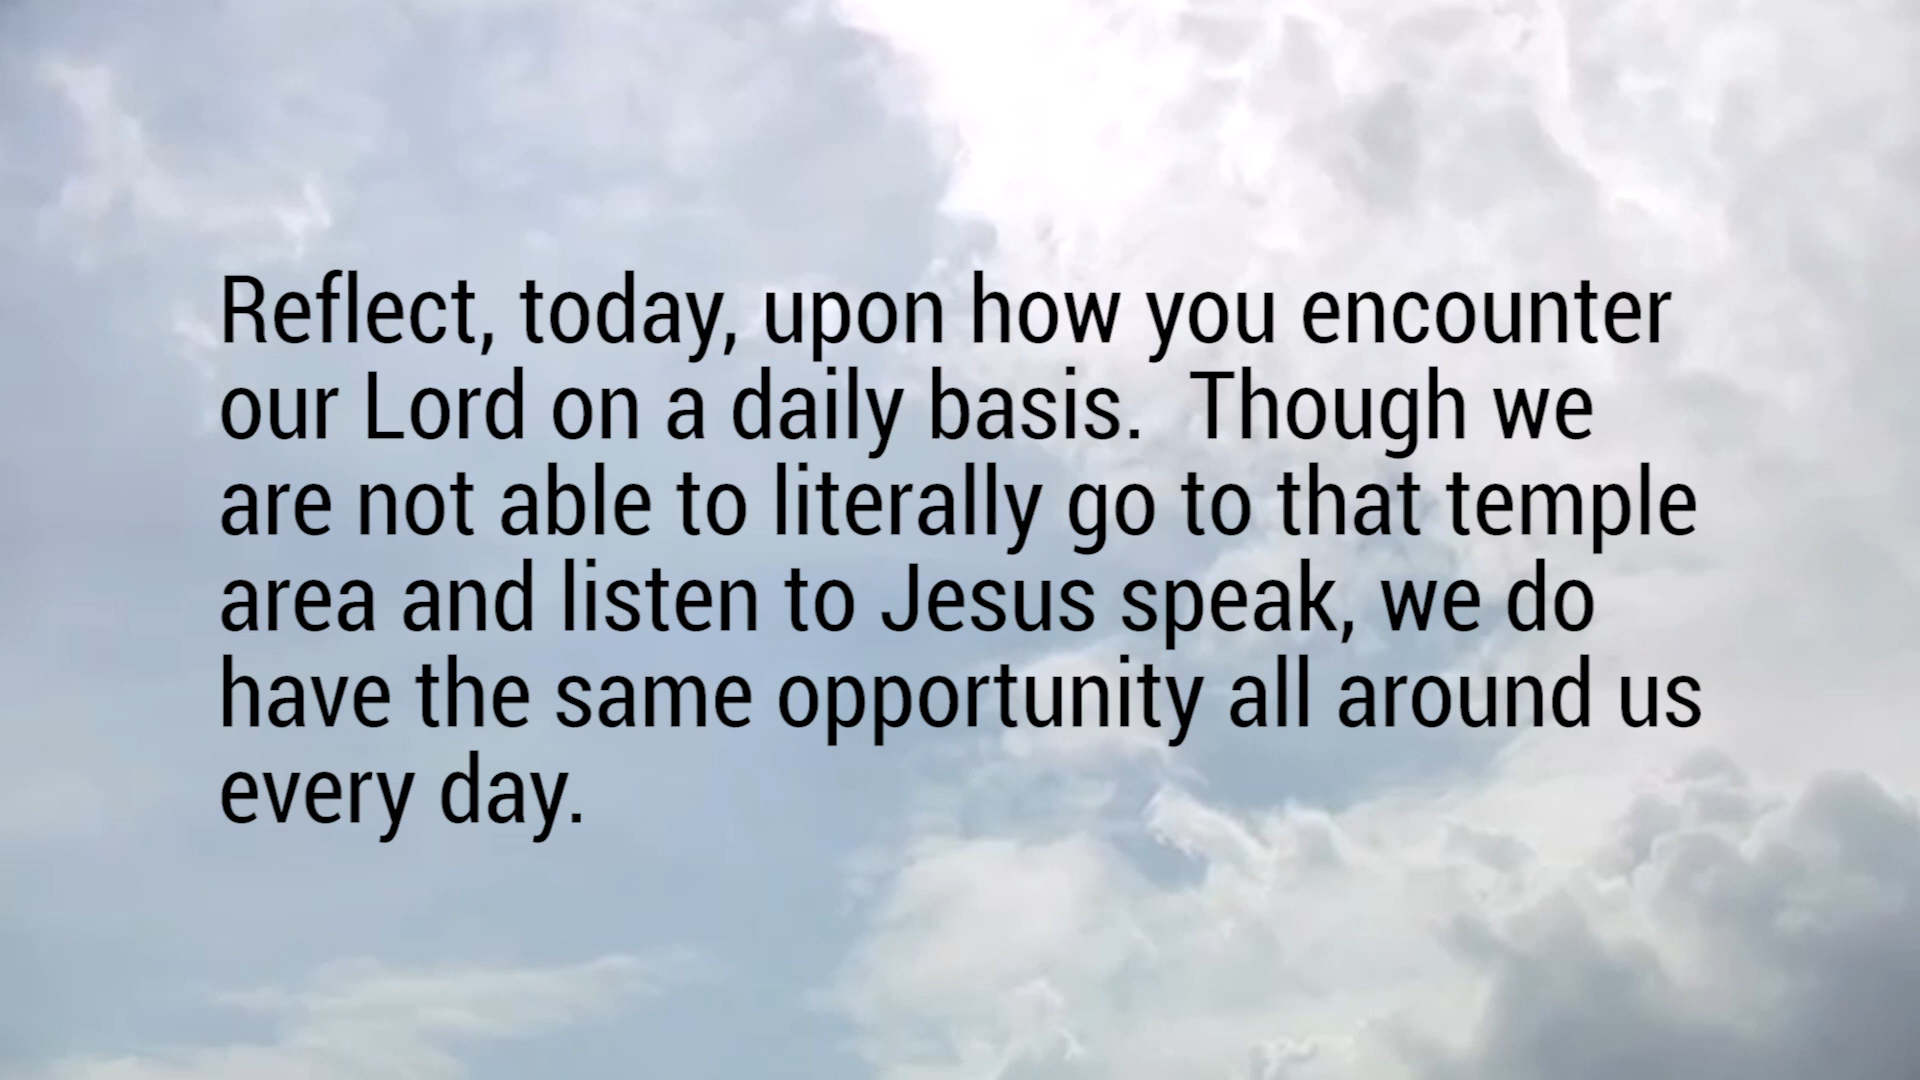 Reflect, today, upon how you encounter
our Lord on a daily basis.  Though we
are not able to literally go to that temple
area and listen to Jesus speak, we do
have the same opportunity all around us
every day.